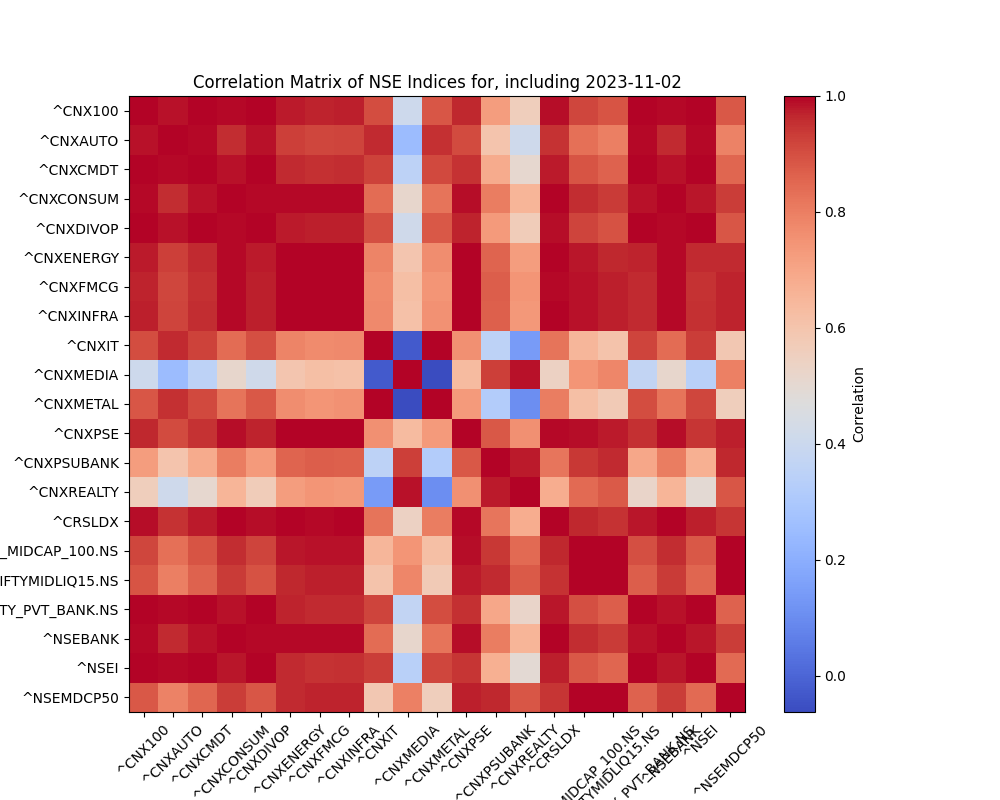 Correlation Matrix of NSE Indices for, including 2023-11-02
^CNX100
^CNXAUTO
^CNXCMDT
^CNXCONSUM
^CNXDIVOP
^CNXENERGY
^CNXFMCG
^CNXINFRA
^CNXIT
^CNXMEDIA
^CNXMETAL
^CNXPSE
^CNXPSUBANK
^CNXREALTY
^CRSLDX
_MIDCAP_100.NS
IFTYMIDLIQ15.NS
TY_PVT_BANK.NS
^NSEBANK
^NSEI
^NSEMDCP50
^CNX100
^CNXAUTO
^CNXCMDT
^CNXCONSUM
^CNXDIVOP
^CNXENERGY
^CNXFMCG
^CNXINFRA
^CNXIT
^CNXMEDIA
^CNXMETAL
^CNXPSE
^CNXPSUBANK
^CNXREALTY
^CRSLDX
MIDCAP_100.NS
TYMIDLIQ15.NS
PVT_BANK.NS
^NSEBANK
^NSEI
^NSEMDCP50
1.0
0.8
0.6
0.4
0.2
0.0
Correlation